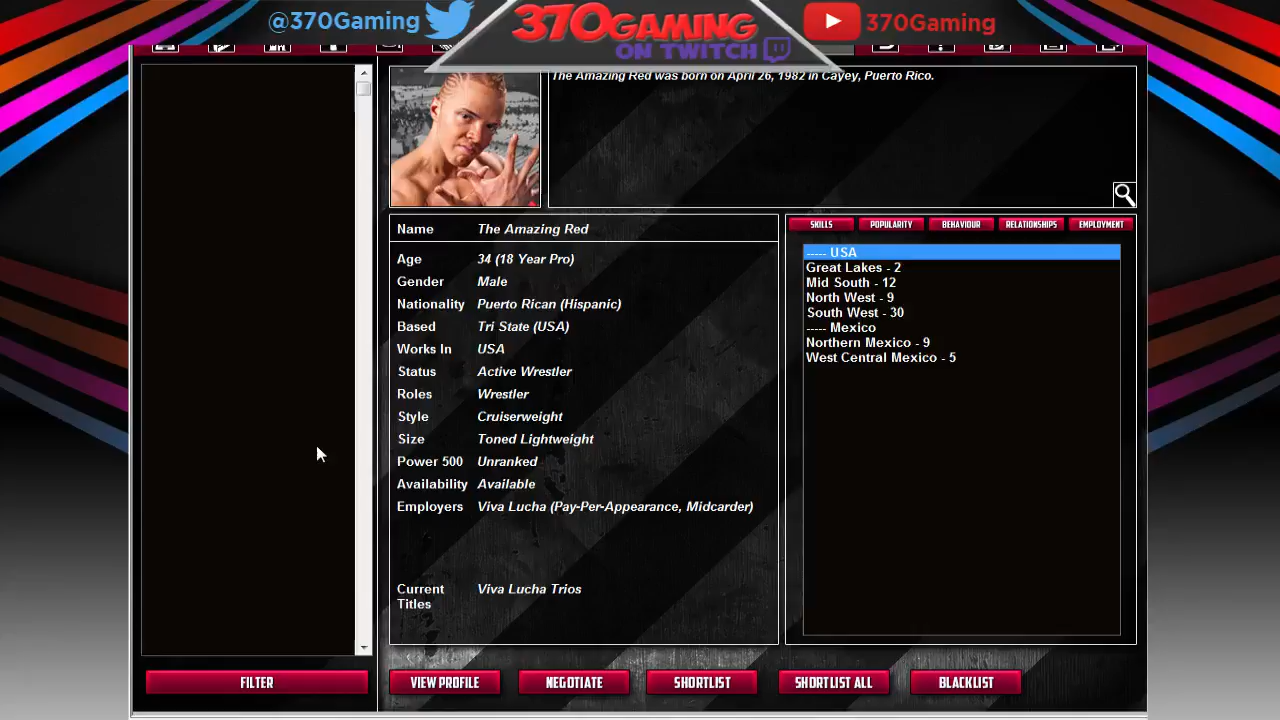 @370Gaming
370GAMING
ON TWITCH
370Gaming
The Amazing Red was born on April 26, 1982 in Cayey, Puerto Rico.
Name The Amazing Red
Age 34 (18 Year Pro)
Gender Male
Nationality Puerto Rican (Hispanic)
Based Tri State (USA)
Works In USA
Status Active Wrestler
Roles Wrestler
Style Cruiserweight
Size Toned Lightweight
Power 500 Unranked
Availability Available
Employers Viva Lucha (Pay-Per-Appearance, Midcarder)
Current Titles Viva Lucha Trios
SKILLS POPULARITY BEHAVIOUR RELATIONSHIPS EMPLOYMENT
----- USA
Great Lakes - 2
Mid South - 12
North West - 9
South West - 30
----- Mexico
Northern Mexico - 9
West Central Mexico - 5
FILTER VIEW PROFILE NEGOTIATE SHORTLIST SHORTLIST ALL BLACKLIST